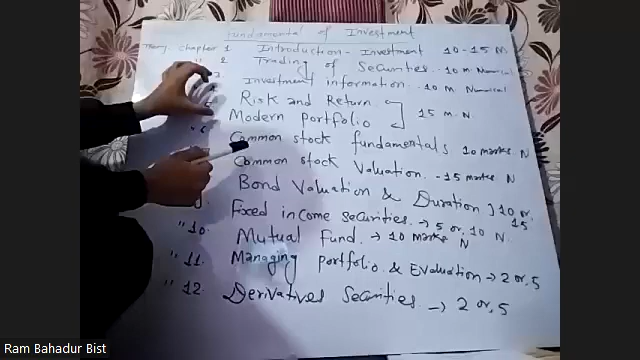 Fundamental of Investment
Theory. Chapter 1 Introduction - Investment 10-15 M
" 2 Trading of Securities.. 10 m. Numerical
3 Investment information. .10 m. Numerical
Risk and Return
Modern portfolio ] 15 m. N.
"6 Common stock fundamentals 10 marks. N
Common stock Valuation. - 15 marks N
Bond Valuation & Duration ] 10 or 15
Fixed income securities. → 5 or, 10 N.
" 10. Mutual Fund. → 10 marks N
" 11. Managing portfolio & Evaluation → 2 or, 5
" 12. Derivatives Securities → 2 or, 5
Ram Bahadur Bist